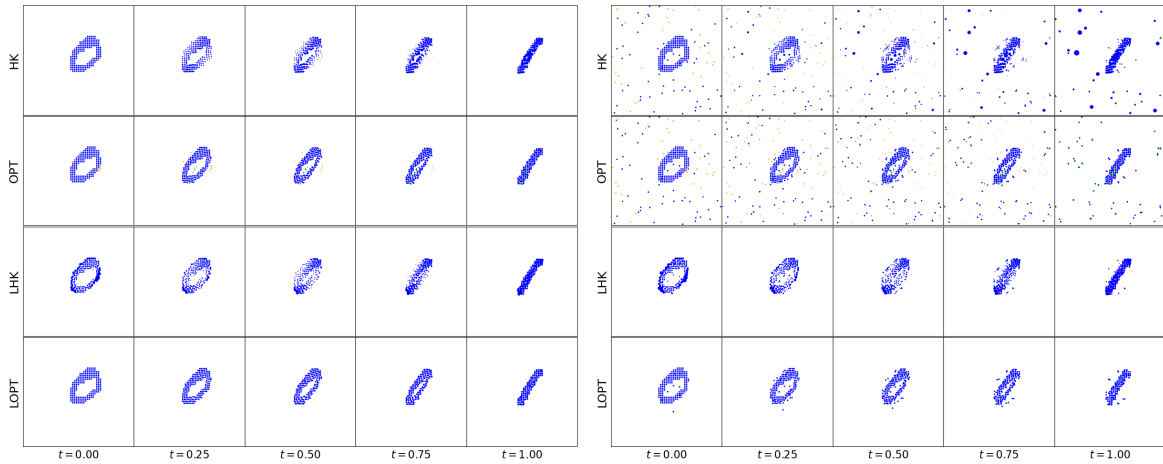 HK
OPT
LHK
LOPT
t = 0.00 t = 0.25 t = 0.50 t = 0.75 t = 1.00
HK
OPT
LHK
LOPT
t = 0.00 t = 0.25 t = 0.50 t = 0.75 t = 1.00